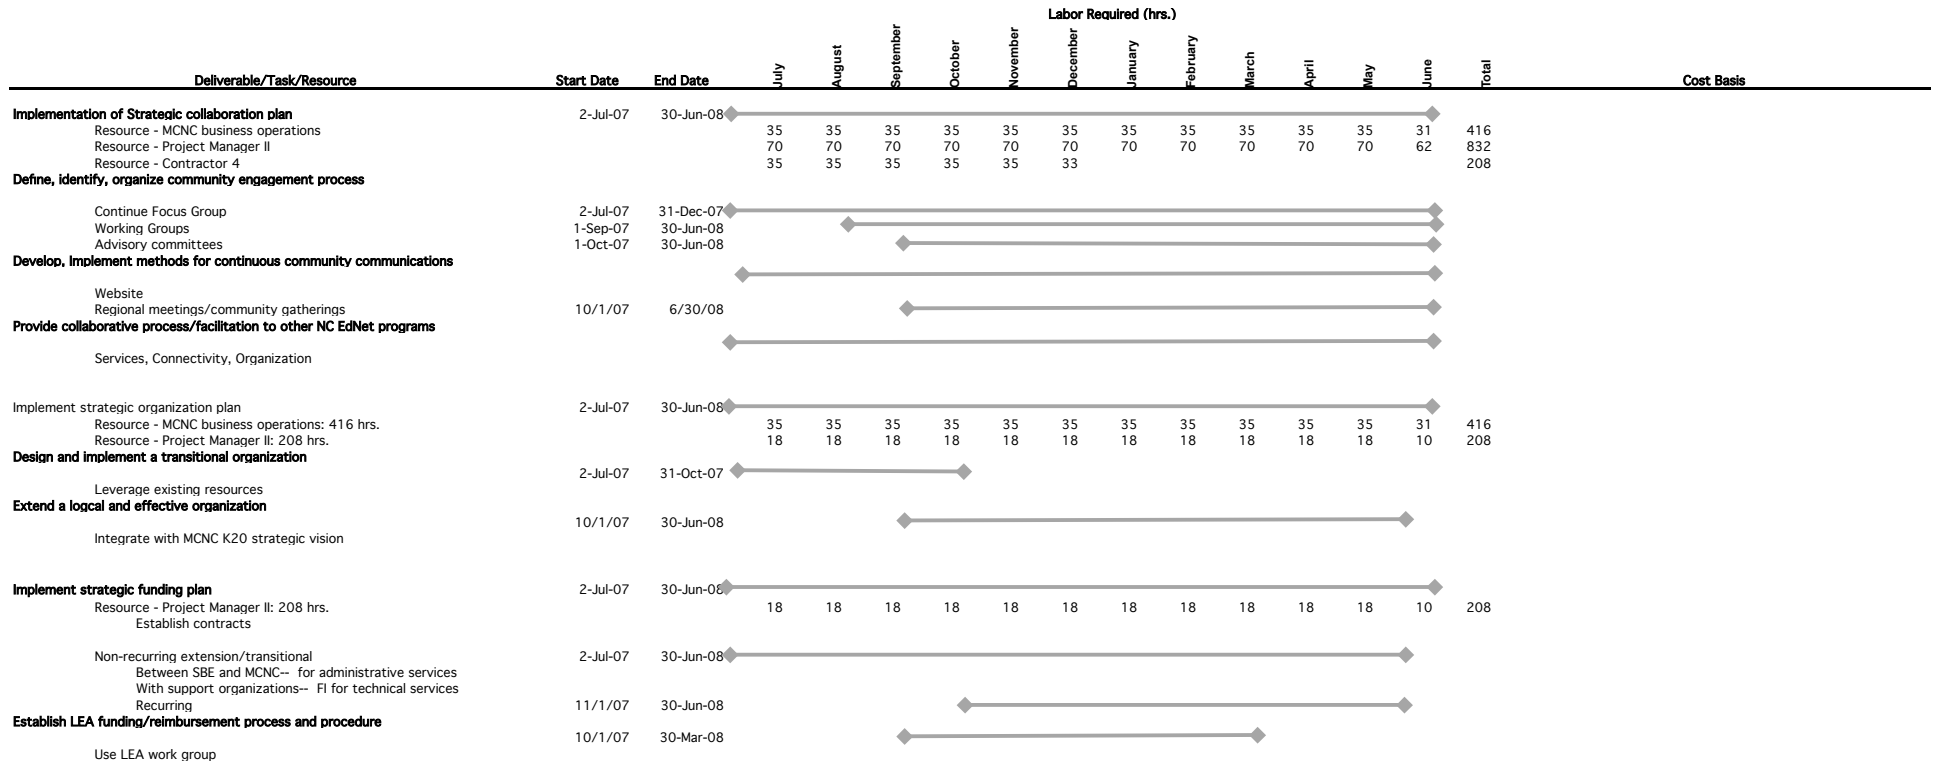 Labor Required (hrs.)
Deliverable/Task/Resource Start Date End Date July August September October November December January February March April May June Total Cost Basis
Implementation of Strategic collaboration plan 2-Jul-07 30-Jun-08
Resource - MCNC business operations 35 35 35 35 35 35 35 35 35 35 35 31 416
Resource - Project Manager II 70 70 70 70 70 70 70 70 70 70 70 62 832
Resource - Contractor 4 35 35 35 35 35 33 208
Define, identify, organize community engagement process
Continue Focus Group 2-Jul-07 31-Dec-07
Working Groups 1-Sep-07 30-Jun-08
Advisory committees 1-Oct-07 30-Jun-08
Develop, Implement methods for continuous community communications
Website
Regional meetings/community gatherings 10/1/07 6/30/08
Provide collaborative process/facilitation to other NC EdNet programs
Services, Connectivity, Organization
Implement strategic organization plan 2-Jul-07 30-Jun-08
Resource - MCNC business operations: 416 hrs. 35 35 35 35 35 35 35 35 35 35 35 31 416
Resource - Project Manager II: 208 hrs. 18 18 18 18 18 18 18 18 18 18 18 10 208
Design and implement a transitional organization
2-Jul-07 31-Oct-07
Leverage existing resources
Extend a logcal and effective organization
10/1/07 30-Jun-08
Integrate with MCNC K20 strategic vision
Implement strategic funding plan 2-Jul-07 30-Jun-08
Resource - Project Manager II: 208 hrs. 18 18 18 18 18 18 18 18 18 18 18 10 208
Establish contracts
Non-recurring extension/transitional 2-Jul-07 30-Jun-08
Between SBE and MCNC-- for administrative services
With support organizations-- FI for technical services
Recurring 11/1/07 30-Jun-08
Establish LEA funding/reimbursement process and procedure
10/1/07 30-Mar-08
Use LEA work group